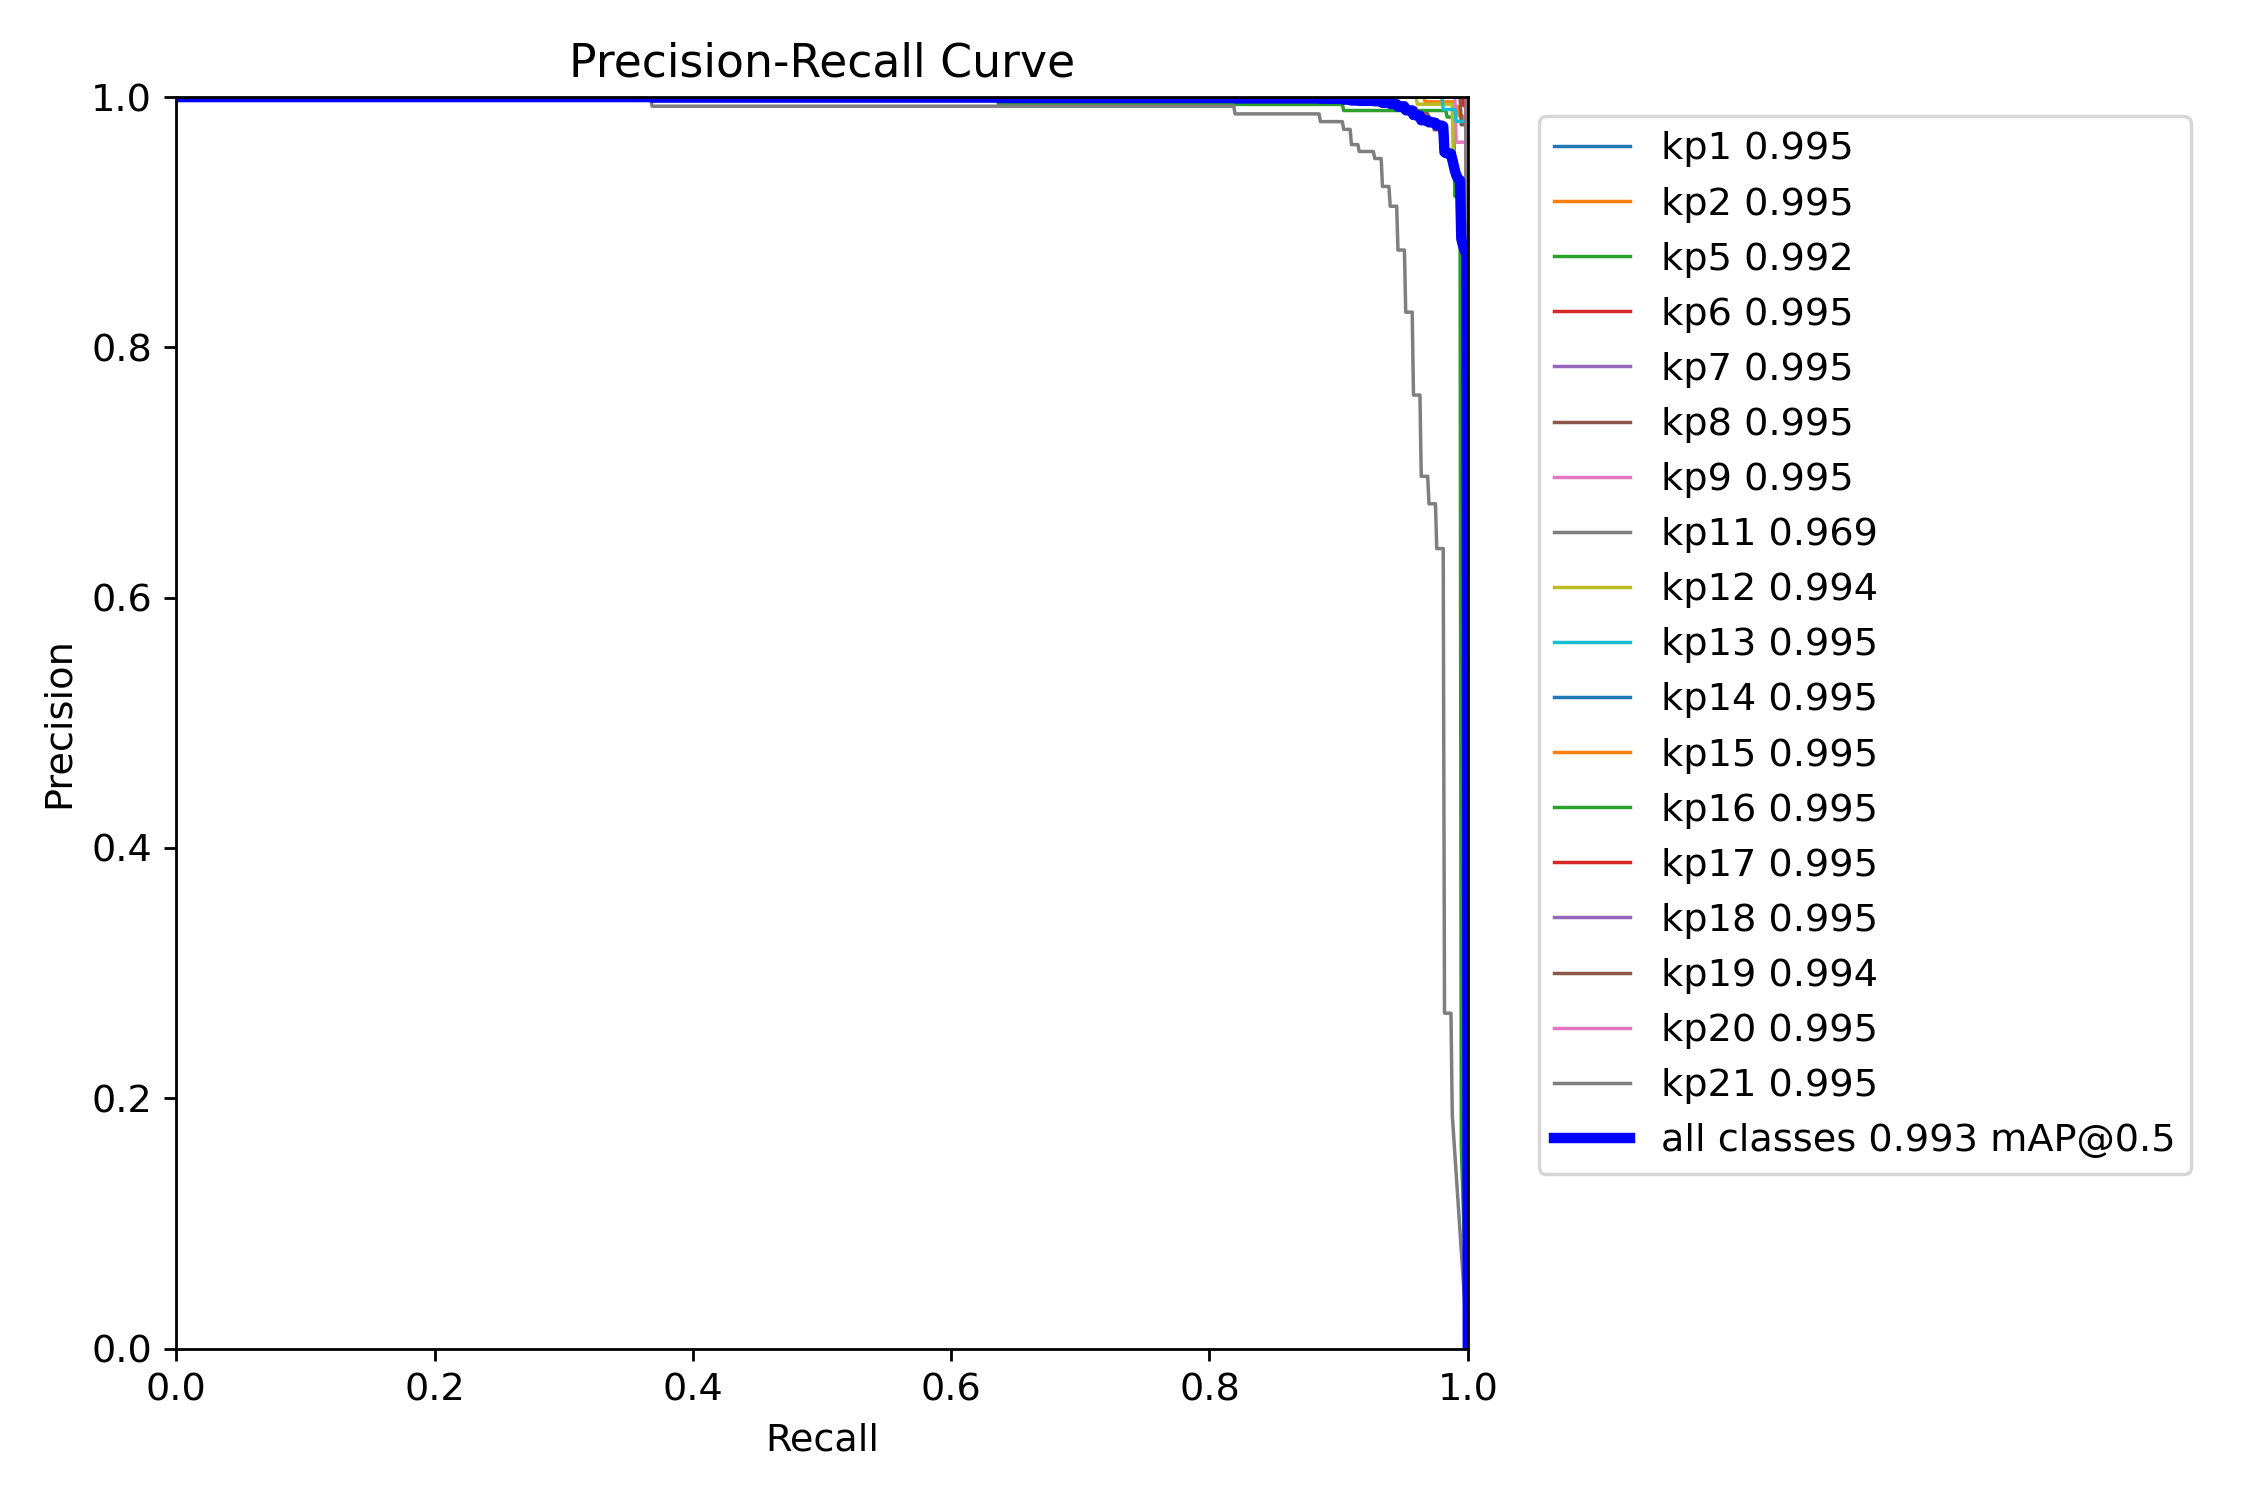 Precision-Recall Curve
1.0
0.8
0.6
0.4
0.2
0.0
Precision
0.0 0.2 0.4 0.6 0.8 1.0
Recall
kp1 0.995
kp2 0.995
kp5 0.992
kp6 0.995
kp7 0.995
kp8 0.995
kp9 0.995
kp11 0.969
kp12 0.994
kp13 0.995
kp14 0.995
kp15 0.995
kp16 0.995
kp17 0.995
kp18 0.995
kp19 0.994
kp20 0.995
kp21 0.995
all classes 0.993 mAP@0.5